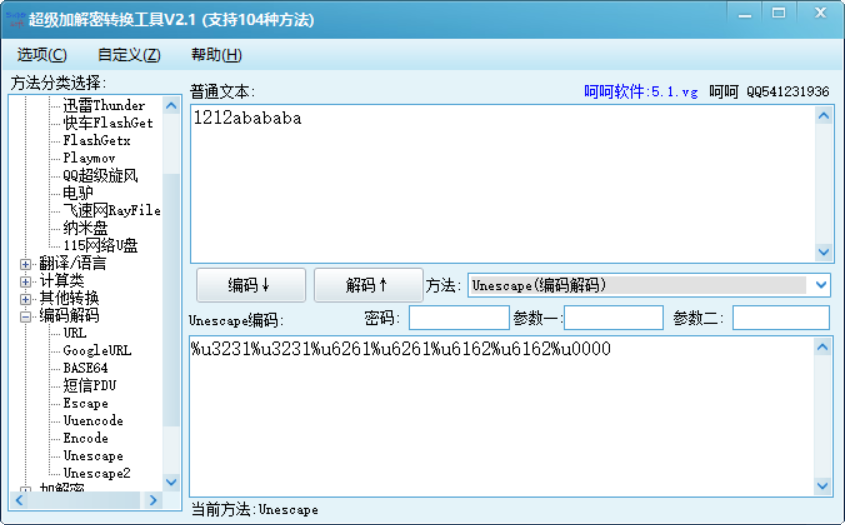 超级加解密转换工具V2.1 (支持104种方法)
选项(C) 自定义(Z) 帮助(H)
方法分类选择:
迅雷Thunder
快车FlashGet
FlashGetx
Playmov
QQ超级旋风
电驴
飞速网RayFile
纳米盘
115网络U盘
翻译/语言
计算类
其他转换
编码解码
URL
GoogleURL
BASE64
短信PDU
Escape
Uuencode
Encode
Unescape
Unescape2
加解密
普通文本: 呵呵软件:5.1.vg 呵呵 QQ541231936
1212abababa
编码↓ 解码↑ 方法: Unescape(编码解码)
Unescape编码: 密码: 参数一: 参数二:
%u3231%u3231%u6261%u6261%u6162%u6162%u0000
当前方法:Unescape